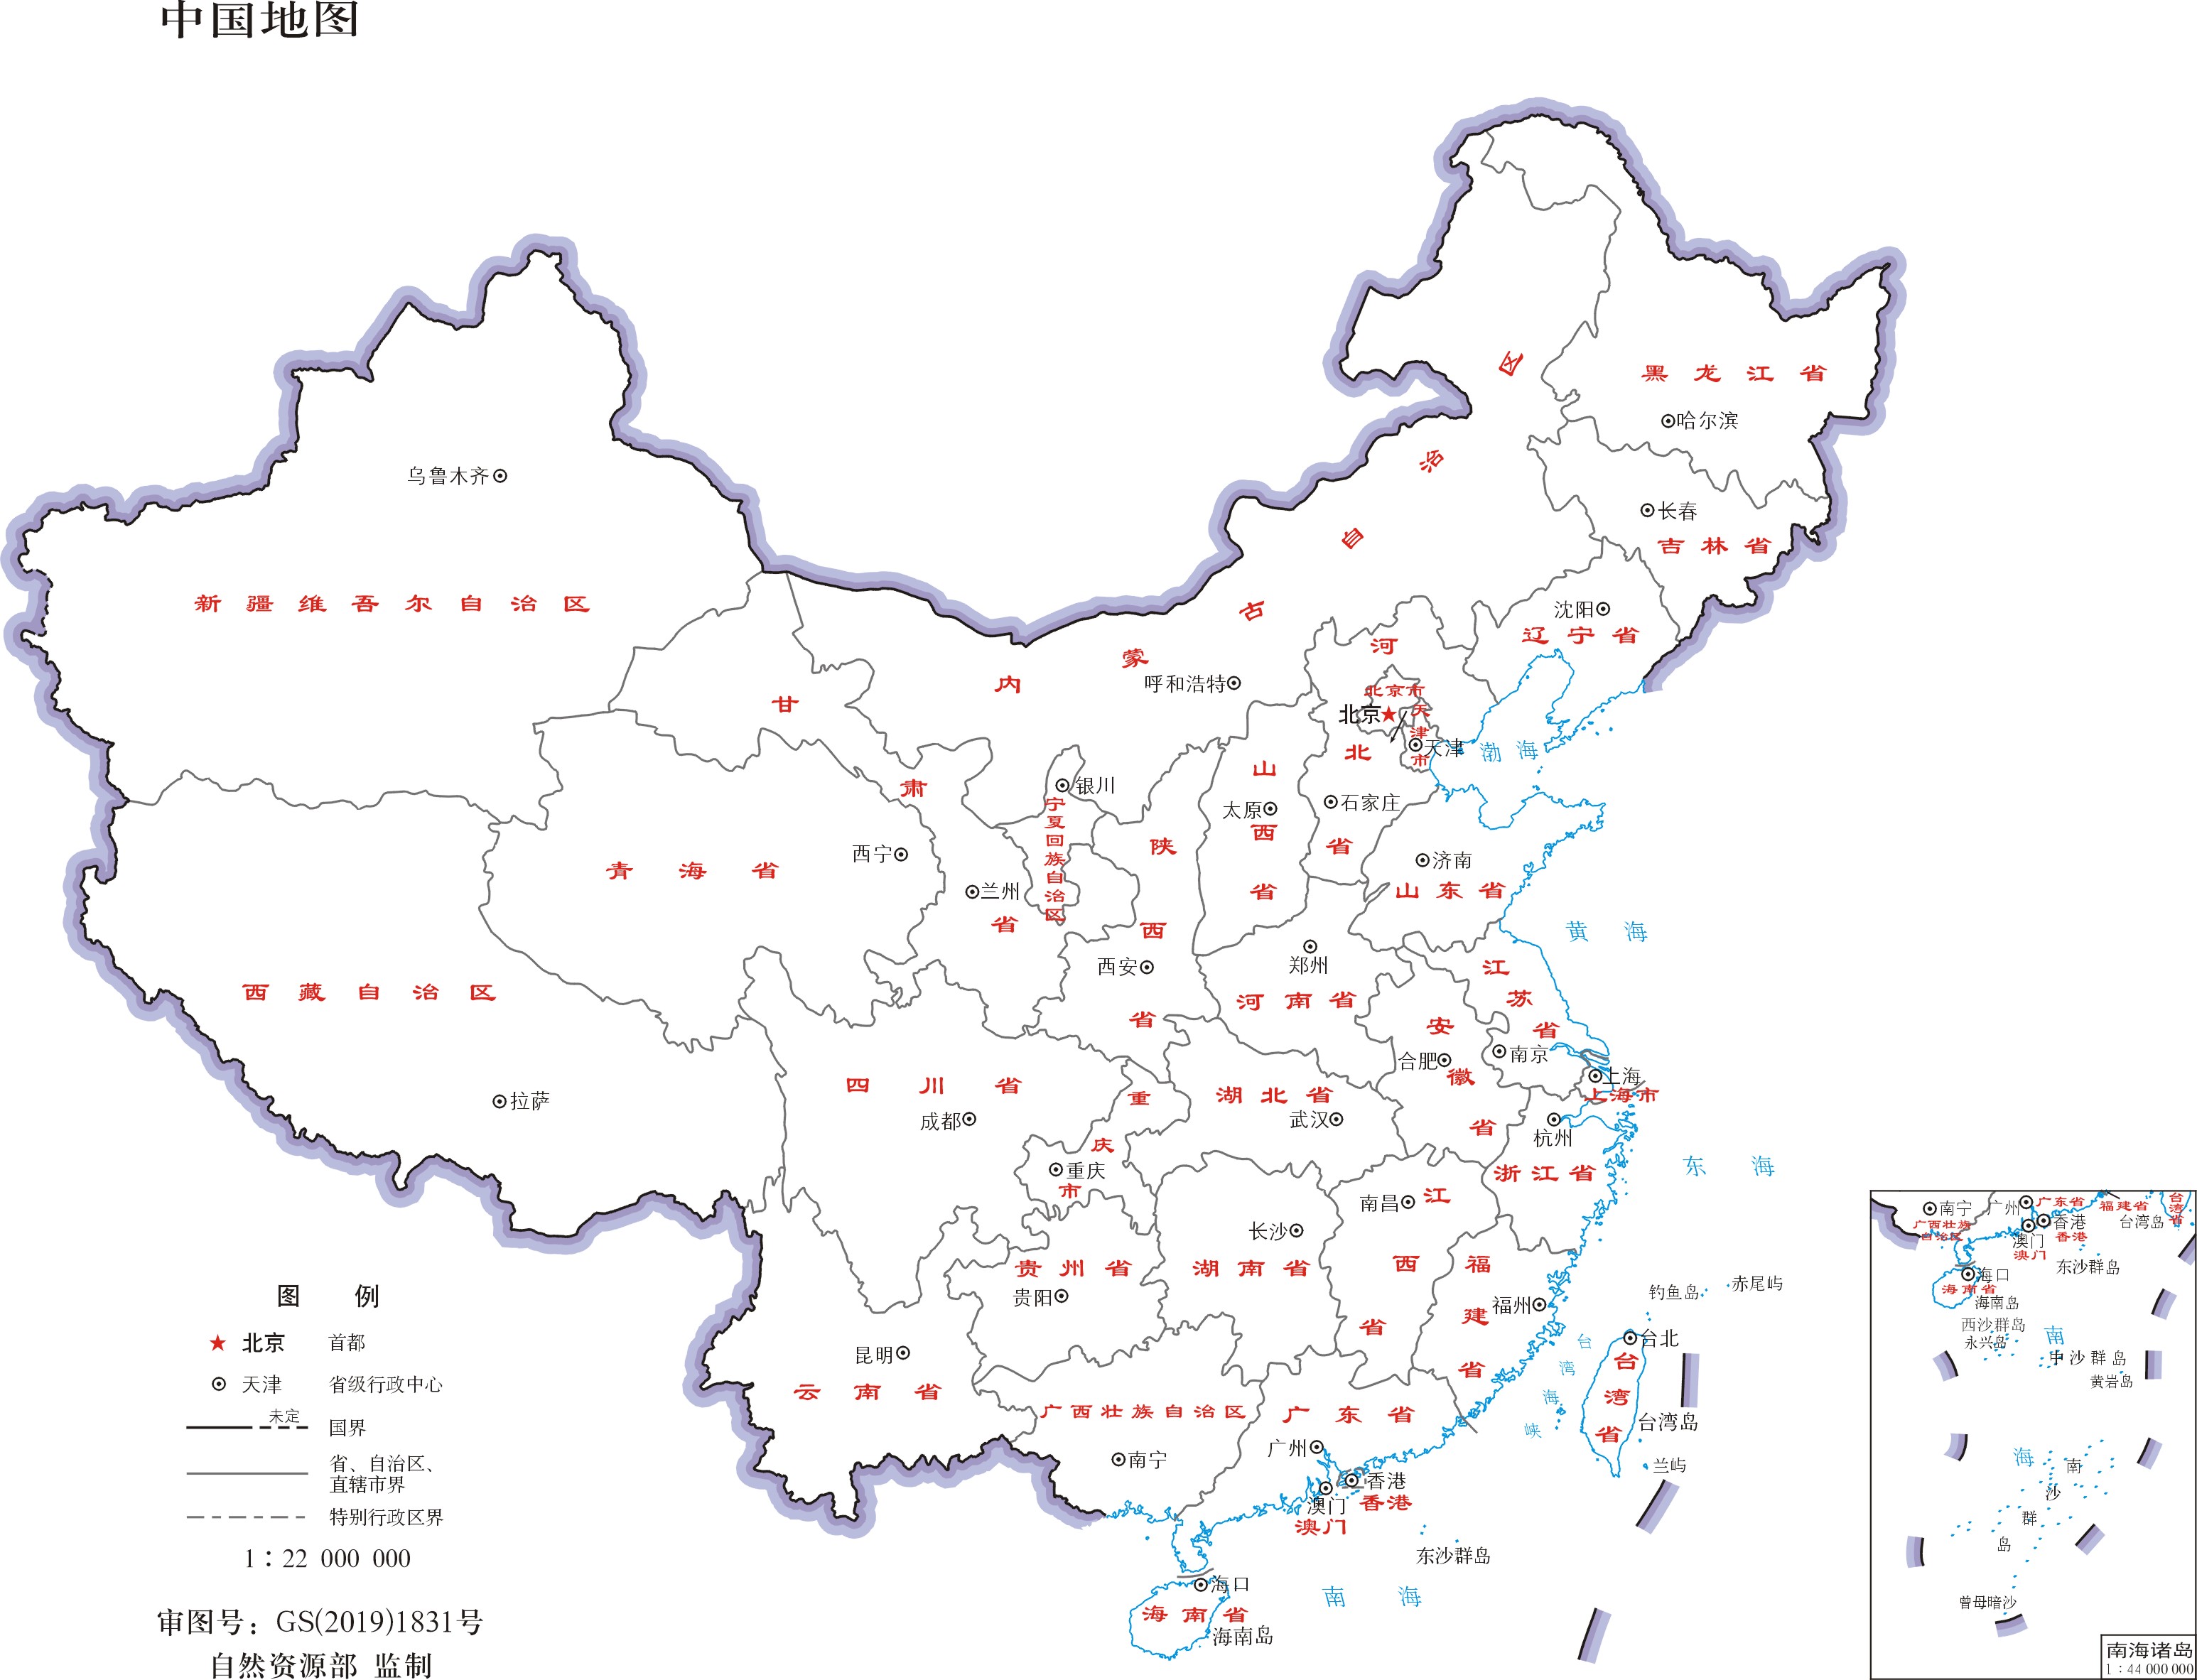 中国地图
黑龙江省
哈尔滨
长春
吉林省
沈阳
辽宁省
内蒙古自治区
呼和浩特
乌鲁木齐
新疆维吾尔自治区
甘肃省
兰州
青海省
西宁
银川
宁夏回族自治区
陕西省
西安
山西省
太原
河北省
石家庄
北京市
北京
天津市
天津
渤海
济南
山东省
黄海
郑州
河南省
江苏省
南京
安徽省
合肥
上海
上海市
西藏自治区
拉萨
四川省
成都
重庆市
重庆
湖北省
武汉
杭州
浙江省
东海
南昌
江西省
长沙
湖南省
贵州省
贵阳
福建省
福州
钓鱼岛
赤尾屿
台北
台湾省
台湾岛
台湾海峡
兰屿
昆明
云南省
广西壮族自治区
南宁
广东省
广州
香港
香港
澳门
澳门
东沙群岛
海口
海南省
海南岛
南海
图例
北京 首都
天津 省级行政中心
未定
国界
省、自治区、
直辖市界
特别行政区界
1：22 000 000
审图号：GS(2019)1831号
自然资源部 监制
南宁
广西壮族
自治区
广州
广东省
福建省
台湾省
台湾岛
香港
香港
澳门
澳门
东沙群岛
海口
海南省
海南岛
西沙群岛
永兴岛
南海
中沙群岛
黄岩岛
南沙群岛
曾母暗沙
南海诸岛
1：44 000 000